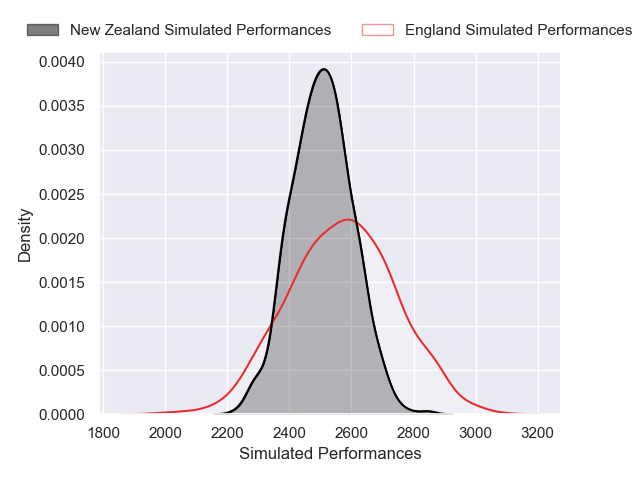 New Zealand Simulated Performances
England Simulated Performances
0.0040
0.0035
0.0030
0.0025
0.0020
0.0015
0.0010
0.0005
0.0000
Density
1800 2000 2200 2400 2600 2800 3000 3200
Simulated Performances